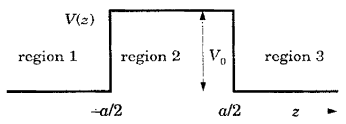 V(z)
region 1 region 2 V₀ region 3
-a/2 a/2 z